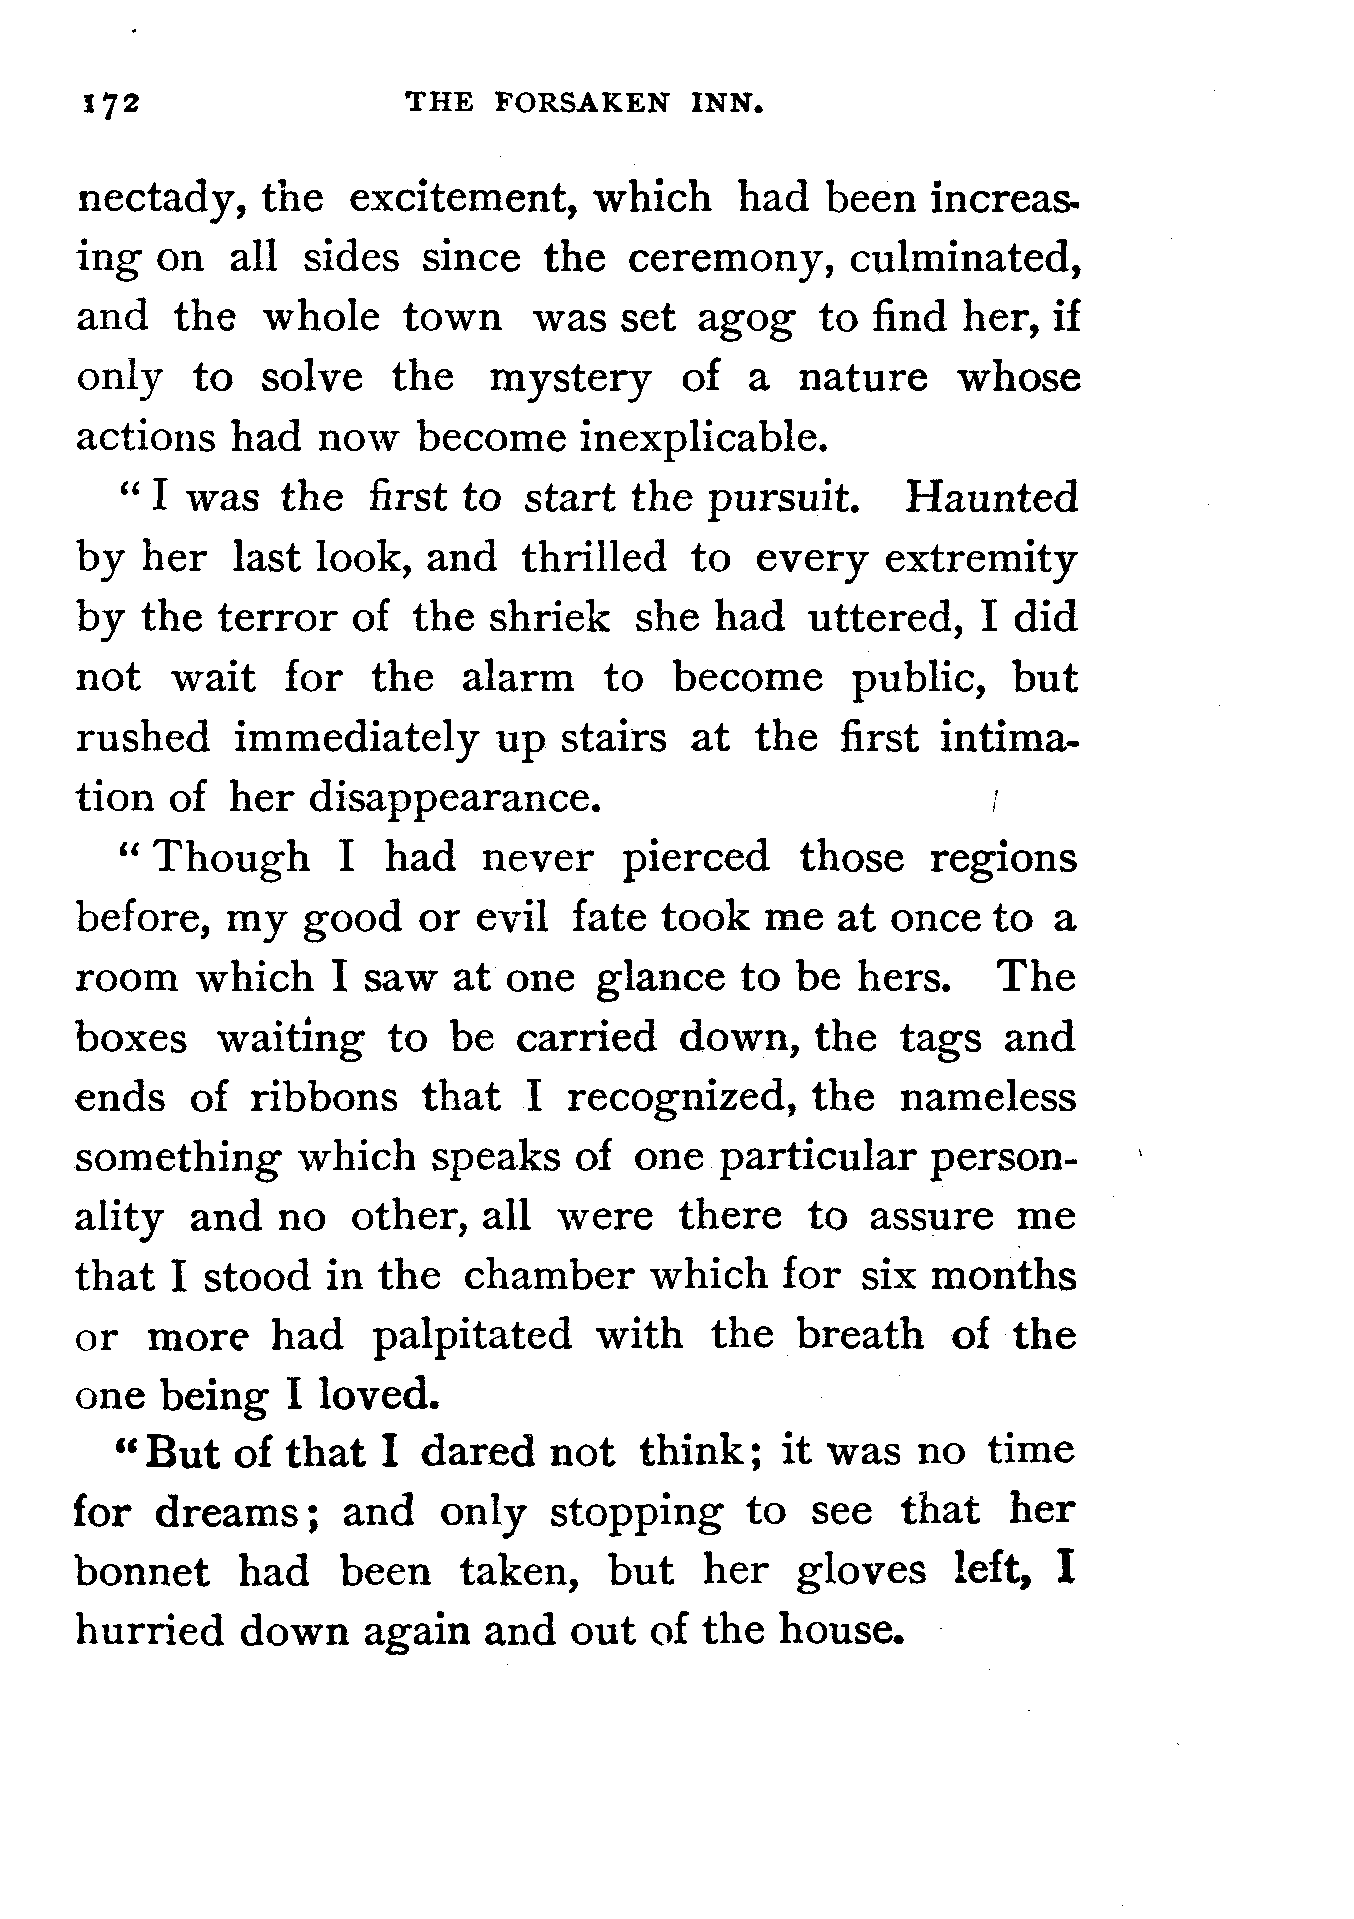 172 THE FORSAKEN INN.
nectady, the excitement, which had been increas-
ing on all sides since the ceremony, culminated,
and the whole town was set agog to find her, if
only to solve the mystery of a nature whose
actions had now become inexplicable.
“ I was the first to start the pursuit. Haunted
by her last look, and thrilled to every extremity
by the terror of the shriek she had uttered, I did
not wait for the alarm to become public, but
rushed immediately up stairs at the first intima-
tion of her disappearance.
“ Though I had never pierced those regions
before, my good or evil fate took me at once to a
room which I saw at one glance to be hers. The
boxes waiting to be carried down, the tags and
ends of ribbons that I recognized, the nameless
something which speaks of one particular person-
ality and no other, all were there to assure me
that I stood in the chamber which for six months
or more had palpitated with the breath of the
one being I loved.
“ But of that I dared not think; it was no time
for dreams; and only stopping to see that her
bonnet had been taken, but her gloves left, I
hurried down again and out of the house.